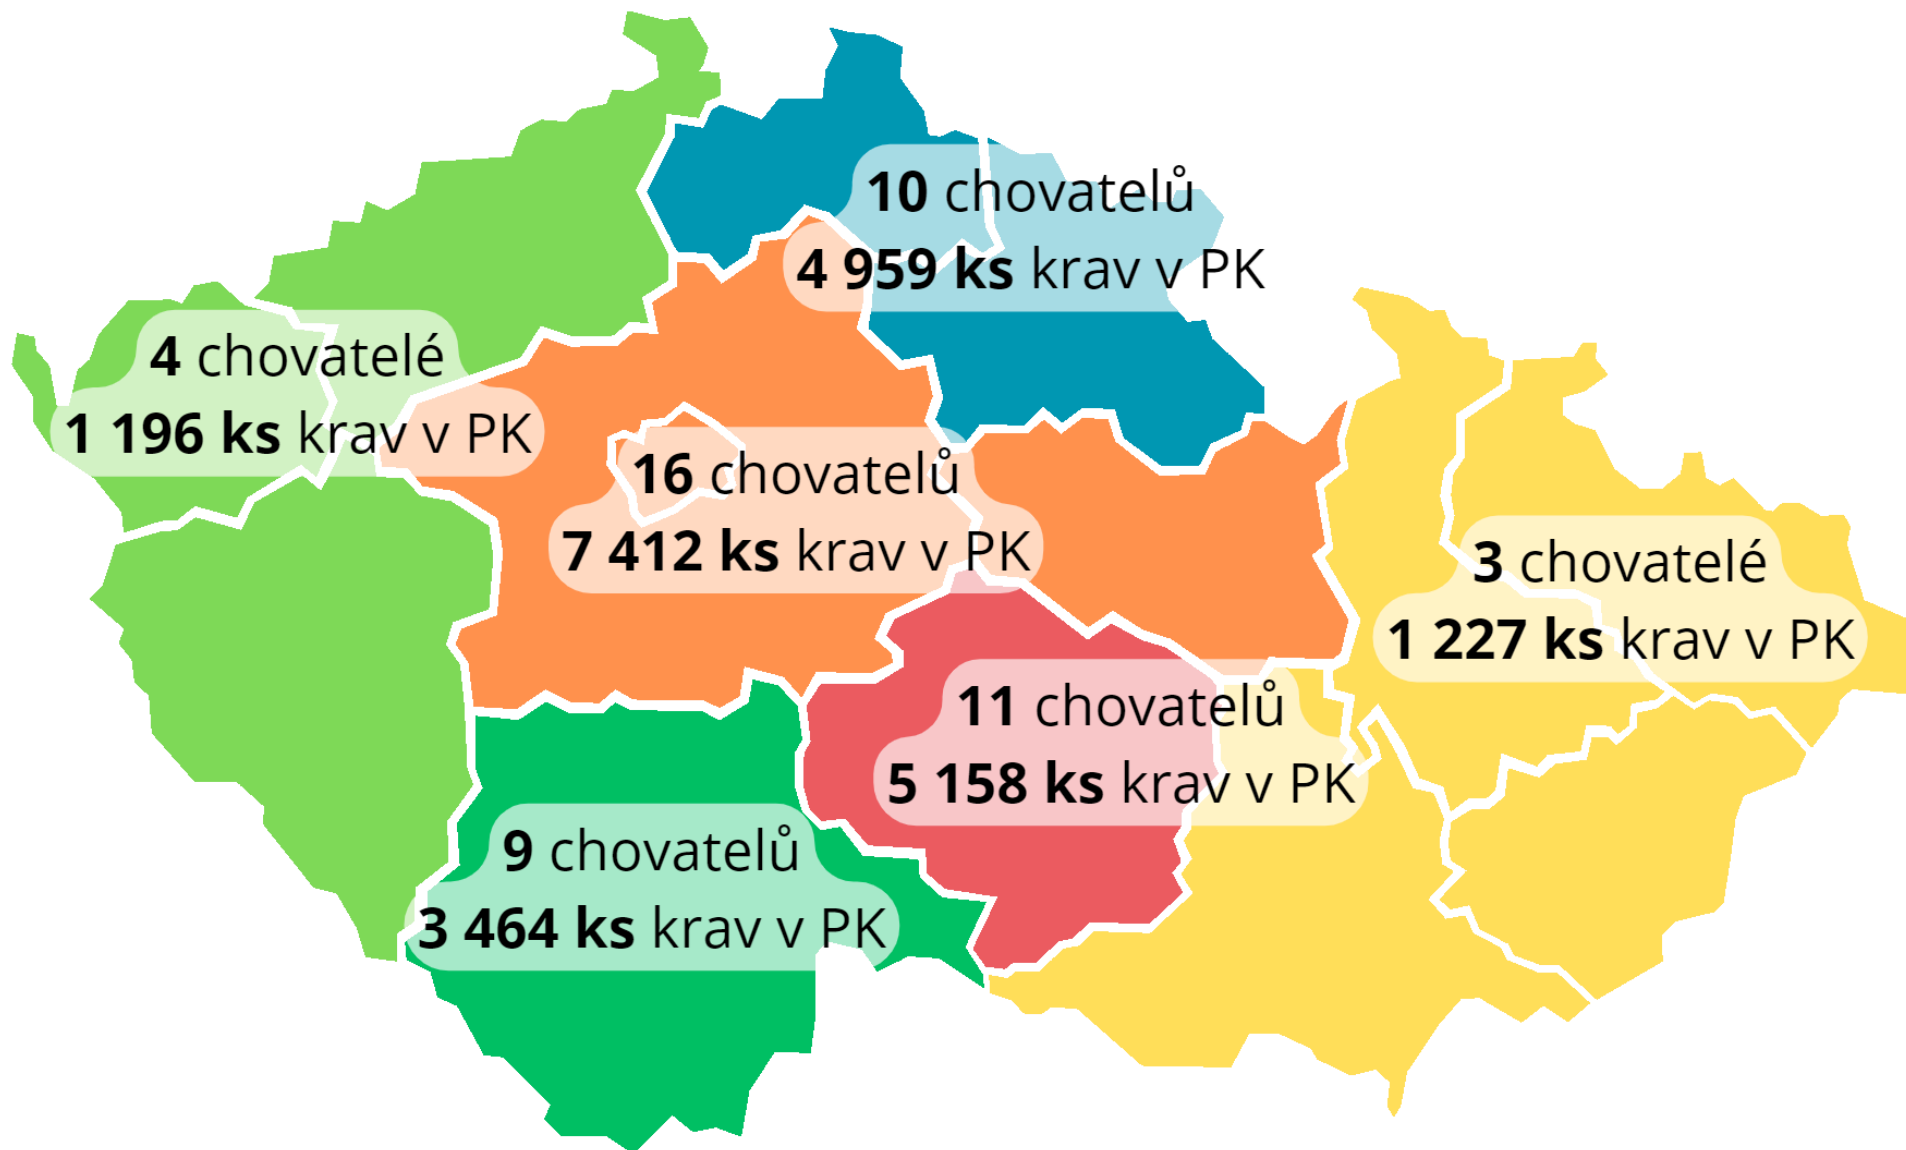 10 chovatelů
4 959 ks krav v PK
4 chovatelé
1 196 ks krav v PK
16 chovatelů
7 412 ks krav v PK
3 chovatelé
1 227 ks krav v PK
11 chovatelů
5 158 ks krav v PK
9 chovatelů
3 464 ks krav v PK